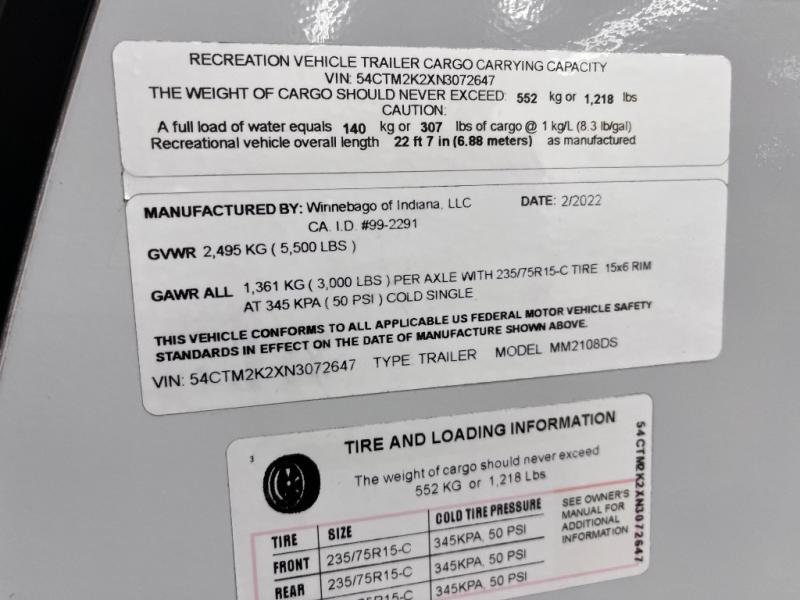 RECREATION VEHICLE TRAILER CARGO CARRYING CAPACITY
VIN: 54CTM2K2XN3072647
THE WEIGHT OF CARGO SHOULD NEVER EXCEED: 552 kg or 1,218 lbs
CAUTION:
A full load of water equals 140 kg or 307 lbs of cargo @ 1 kg/L (8.3 lb/gal)
Recreational vehicle overall length 22 ft 7 in (6.88 meters) as manufactured
MANUFACTURED BY: Winnebago of Indiana, LLC DATE: 2/2022
CA. I.D. #99-2291
GVWR 2,495 KG ( 5,500 LBS )
GAWR ALL 1,361 KG ( 3,000 LBS ) PER AXLE WITH 235/75R15-C TIRE 15x6 RIM
AT 345 KPA ( 50 PSI ) COLD SINGLE
THIS VEHICLE CONFORMS TO ALL APPLICABLE US FEDERAL MOTOR VEHICLE SAFETY
STANDARDS IN EFFECT ON THE DATE OF MANUFACTURE SHOWN ABOVE.
VIN: 54CTM2K2XN3072647 TYPE TRAILER MODEL MM2108DS
3
TIRE AND LOADING INFORMATION
The weight of cargo should never exceed
552 KG or 1,218 Lbs
TIRE SIZE COLD TIRE PRESSURE
FRONT 235/75R15-C 345KPA, 50 PSI
REAR 235/75R15-C 345KPA, 50 PSI
235/75R15-C 345KPA, 50 PSI
SEE OWNER'S
MANUAL FOR
ADDITIONAL
INFORMATION
54CTM2K2XN3072647